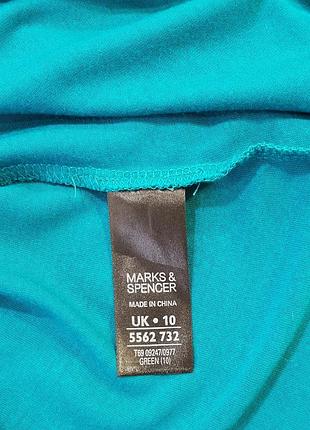 MARKS &
SPENCER
MADE IN CHINA
UK • 10
5562 732
T69 09247/0977
GREEN (10)